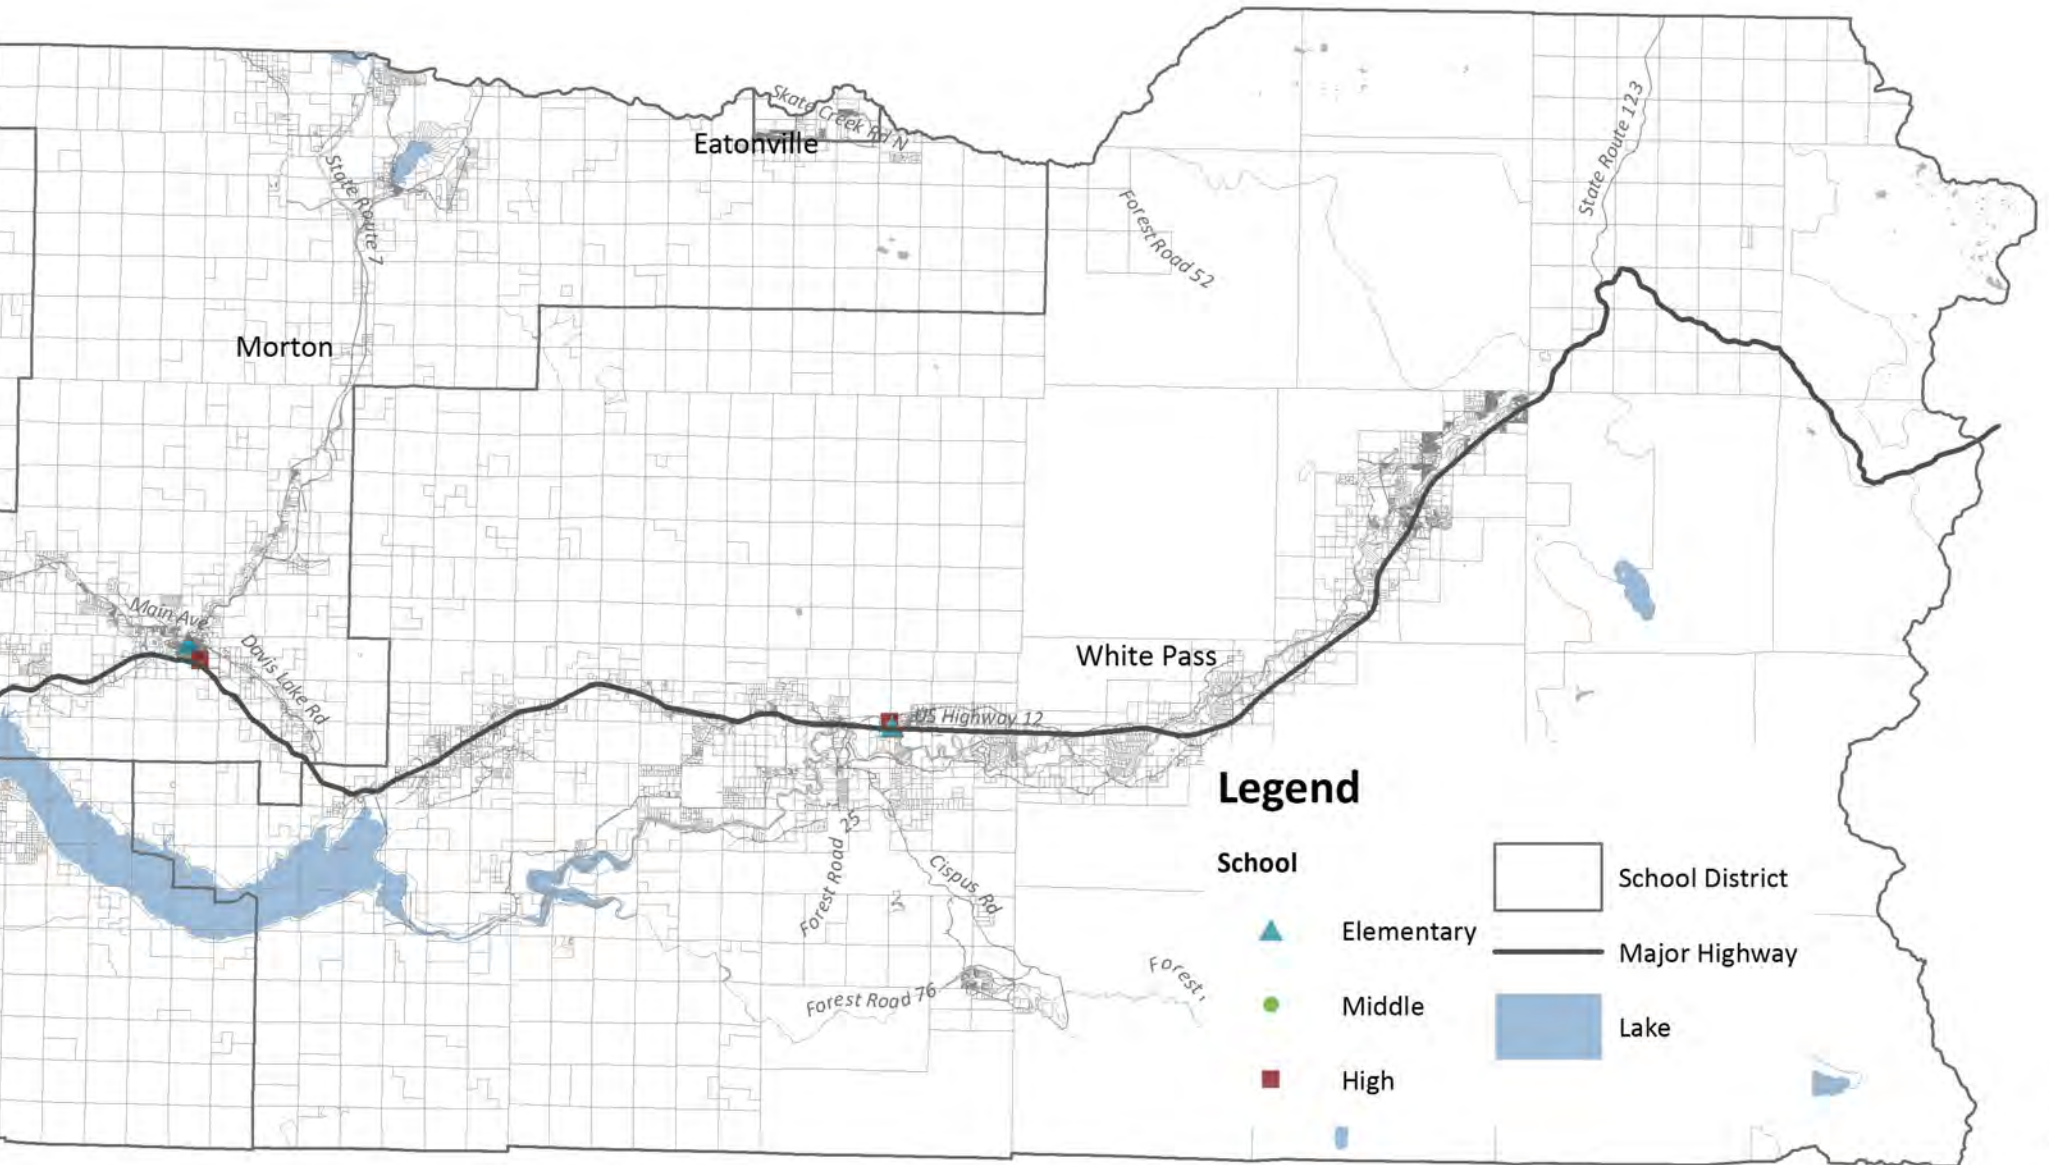 Skate Creek Rd N
Eatonville
State Route 123
State Route 7
Forest Road 52
Morton
Main Ave
Davis Lake Rd
White Pass
US Highway 12
Forest Road 25
Cispus Rd
Forest Road 76
Forest
Legend
School
Elementary
Middle
High
School District
Major Highway
Lake